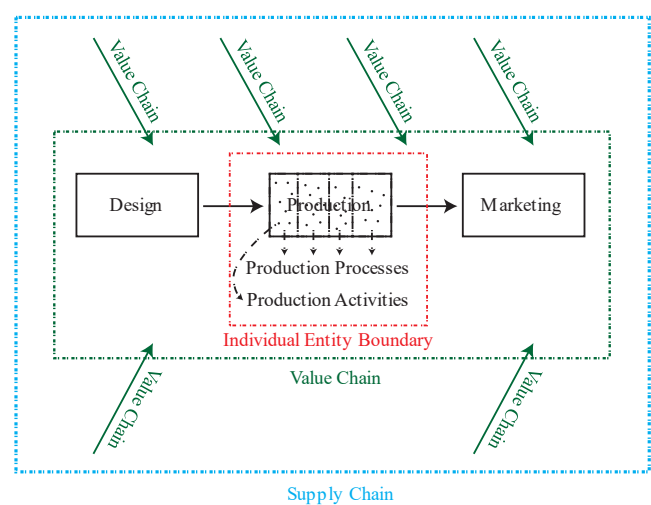 Value Chain
Value Chain
Value Chain
Value Chain
Design
Production
Marketing
Production Processes
Production Activities
Individual Entity Boundary
Value Chain
Value Chain
Value Chain
Supply Chain